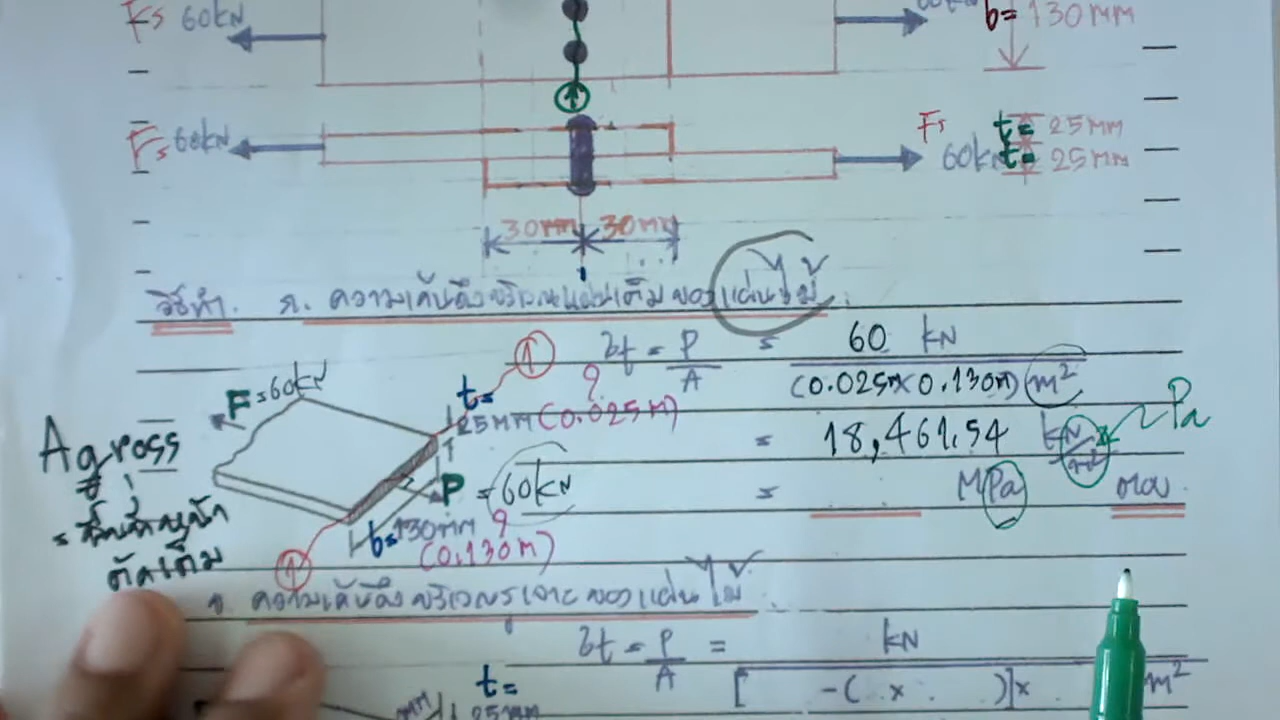 Fs 60kN
60kN b= 130mm
Fs 60kN
Fs t= 25mm
60kN t= 25mm
30mm 30mm
วิธีทำ. ก. ความเค้นดึงบริเวณแผ่นเต็มของแผ่นไม้.
σt = P/A = 60 kN
(0.025m×0.130m) m²
= 18,461.54 kN/m² Pa
= MPa ตอบ
F = 60kN
t=
25mm (0.025m)
Agross
= พื้นที่หน้า
ตัดเต็ม
P = 60kN
b= 130mm
(0.130m)
ข. ความเค้นดึงบริเวณรูเจาะของแผ่นไม้
σt = P/A = kN
[ -( . × . )]× m²
t=
25mm